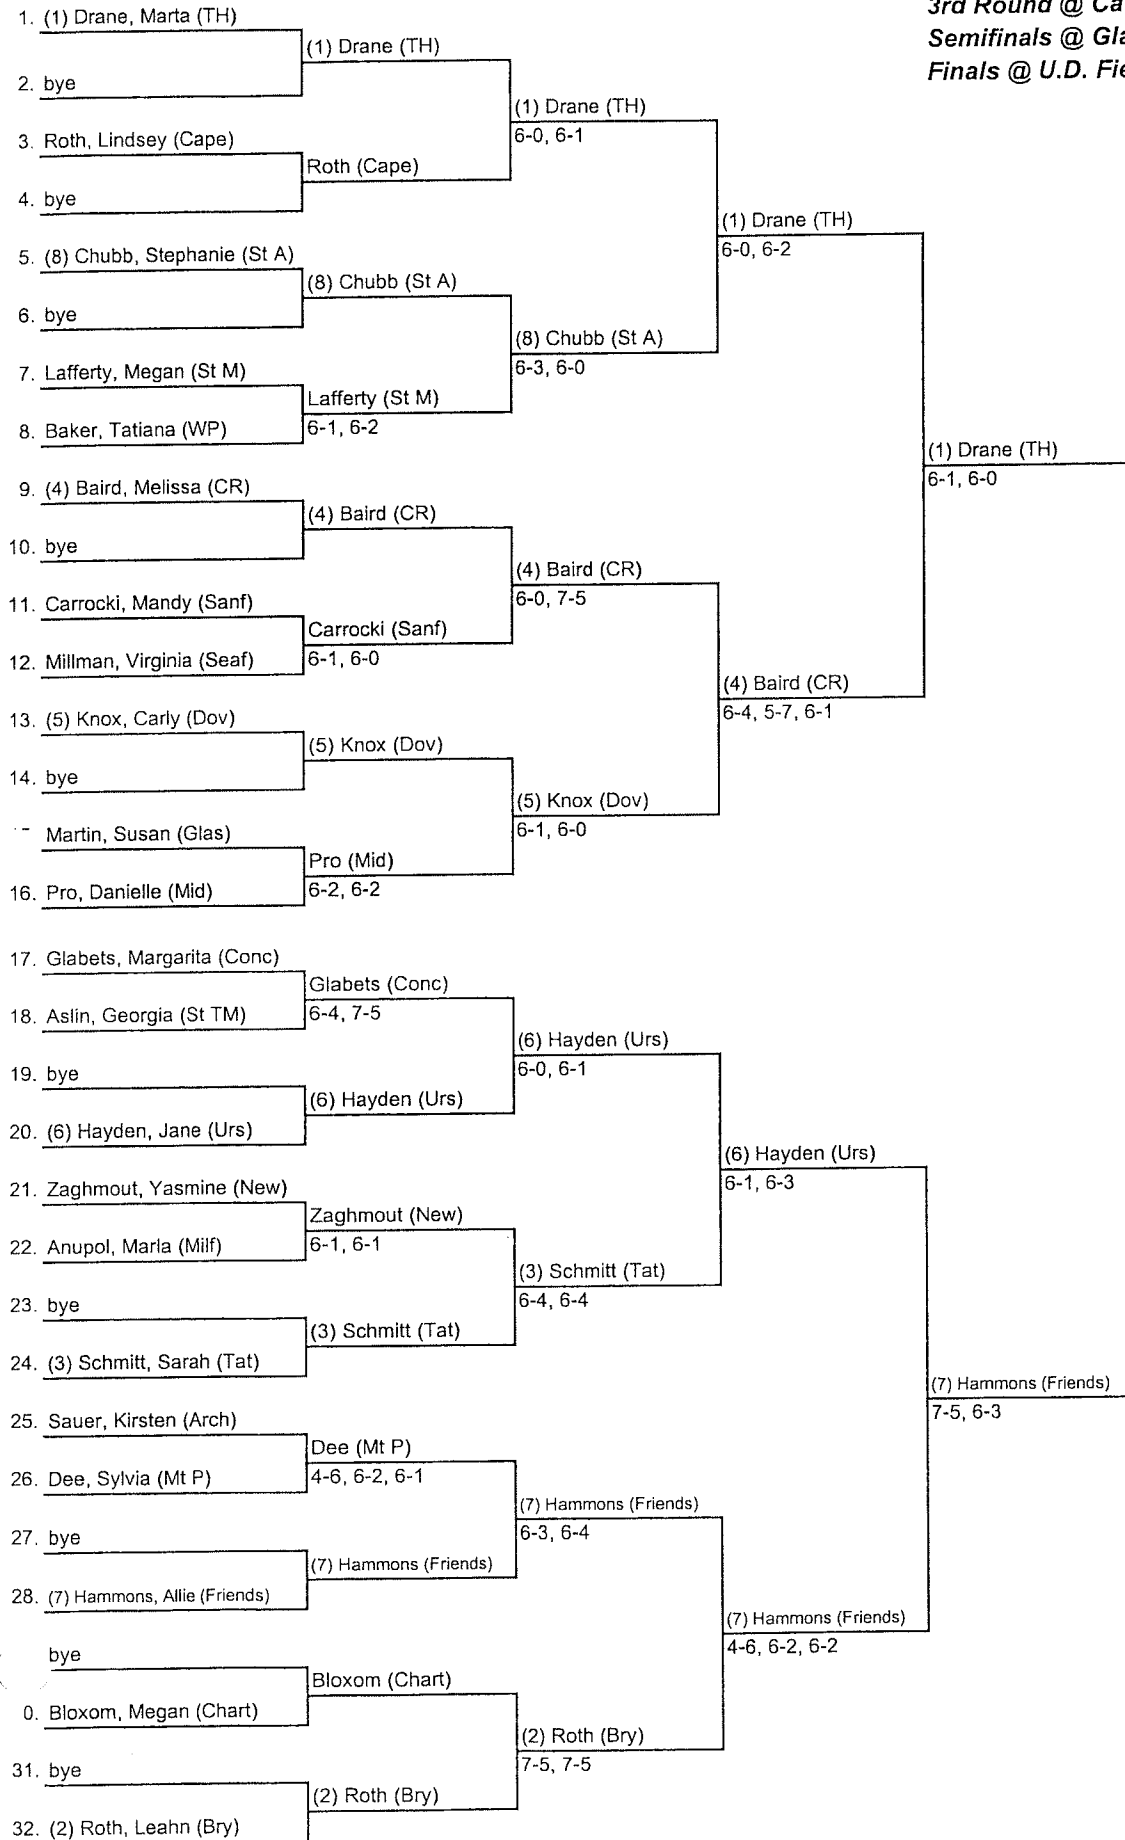 3rd Round @ Ca
Semifinals @ Gla
Finals @ U.D. Fie
1. (1) Drane, Marta (TH)
(1) Drane (TH)
2. bye
(1) Drane (TH)
6-0, 6-1
3. Roth, Lindsey (Cape)
Roth (Cape)
4. bye
(1) Drane (TH)
6-0, 6-2
5. (8) Chubb, Stephanie (St A)
(8) Chubb (St A)
6. bye
(8) Chubb (St A)
6-3, 6-0
7. Lafferty, Megan (St M)
Lafferty (St M)
6-1, 6-2
8. Baker, Tatiana (WP)
(1) Drane (TH)
6-1, 6-0
9. (4) Baird, Melissa (CR)
(4) Baird (CR)
10. bye
(4) Baird (CR)
6-0, 7-5
11. Carrocki, Mandy (Sanf)
Carrocki (Sanf)
6-1, 6-0
12. Millman, Virginia (Seaf)
(4) Baird (CR)
6-4, 5-7, 6-1
13. (5) Knox, Carly (Dov)
(5) Knox (Dov)
14. bye
(5) Knox (Dov)
6-1, 6-0
Martin, Susan (Glas)
Pro (Mid)
6-2, 6-2
16. Pro, Danielle (Mid)
17. Glabets, Margarita (Conc)
Glabets (Conc)
6-4, 7-5
18. Aslin, Georgia (St TM)
(6) Hayden (Urs)
6-0, 6-1
19. bye
(6) Hayden (Urs)
20. (6) Hayden, Jane (Urs)
(6) Hayden (Urs)
6-1, 6-3
21. Zaghmout, Yasmine (New)
Zaghmout (New)
6-1, 6-1
22. Anupol, Marla (Milf)
(3) Schmitt (Tat)
6-4, 6-4
23. bye
(3) Schmitt (Tat)
24. (3) Schmitt, Sarah (Tat)
(7) Hammons (Friends)
7-5, 6-3
25. Sauer, Kirsten (Arch)
Dee (Mt P)
4-6, 6-2, 6-1
26. Dee, Sylvia (Mt P)
(7) Hammons (Friends)
6-3, 6-4
27. bye
(7) Hammons (Friends)
28. (7) Hammons, Allie (Friends)
(7) Hammons (Friends)
4-6, 6-2, 6-2
bye
Bloxom (Chart)
0. Bloxom, Megan (Chart)
(2) Roth (Bry)
7-5, 7-5
31. bye
(2) Roth (Bry)
32. (2) Roth, Leahn (Bry)